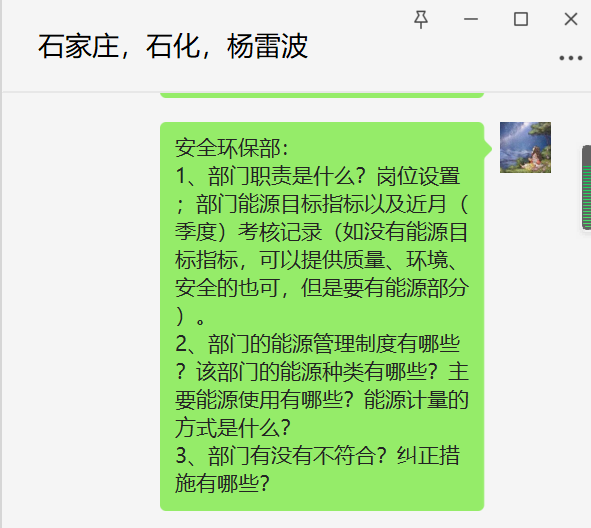 石家庄，石化，杨雷波
安全环保部：
1、部门职责是什么？岗位设置
；部门能源目标指标以及近月（
季度）考核记录（如没有能源目
标指标，可以提供质量、环境、
安全的也可，但是要有能源部分
）。
2、部门的能源管理制度有哪些
？该部门的能源种类有哪些？主
要能源使用有哪些？能源计量的
方式是什么？
3、部门有没有不符合？纠正措
施有哪些？